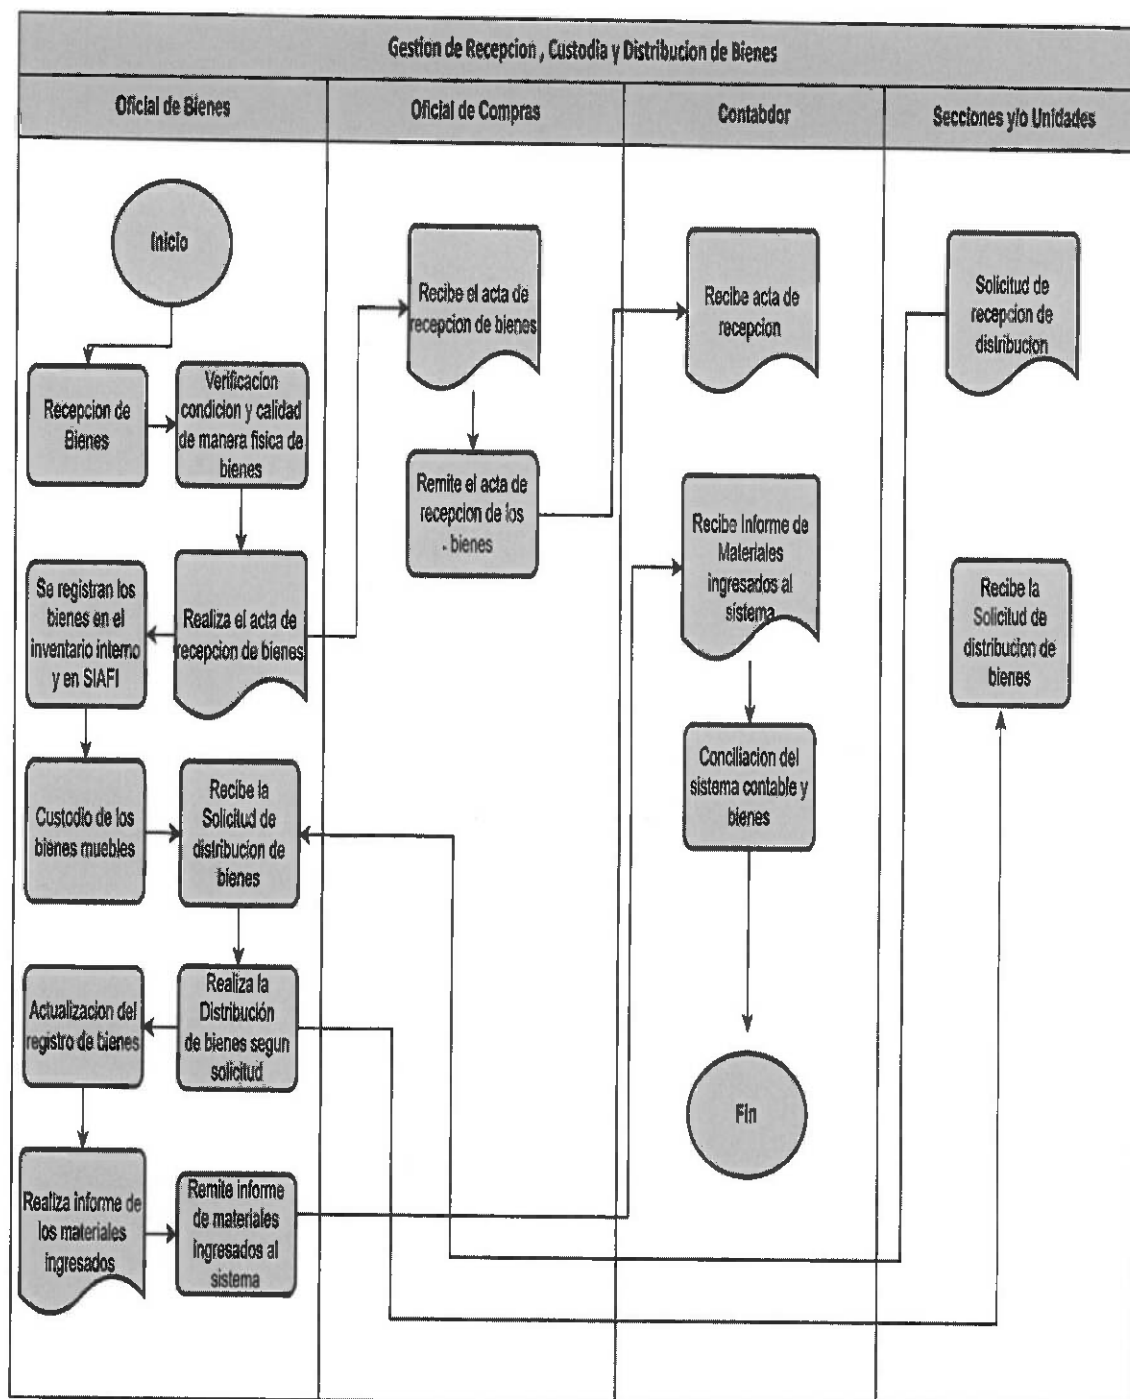 Gestion de Recepcion , Custodia y Distribucion de Bienes
Oficial de Bienes
Oficial de Compras
Contabdor
Secciones y/o Unidades
Inicio
Recepcion de
Bienes
Verificacion
condicion y calidad
de manera fisica de
bienes
Se registran los
bienes en el
inventario interno
y en SIAFI
Realiza el acta de
recepcion de bienes
Custodio de los
bienes muebles
Recibe la
Solicitud de
distribucion de
bienes
Actualizacion del
registro de bienes
Realiza la
Distribución
de bienes segun
solicitud
Realiza informe de
los materiales
ingresados
Remite informe
de materiales
ingresados al
sistema
Recibe el acta de
recepcion de bienes
Remite el acta de
recepcion de los
bienes
Recibe acta de
recepcion
Recibe Informe de
Materiales
ingresados al
sistema
Conciliacion del
sistema contable y
bienes
Fin
Solicitud de
recepcion de
distribucion
Recibe la
Solicitud de
distribucion de
bienes